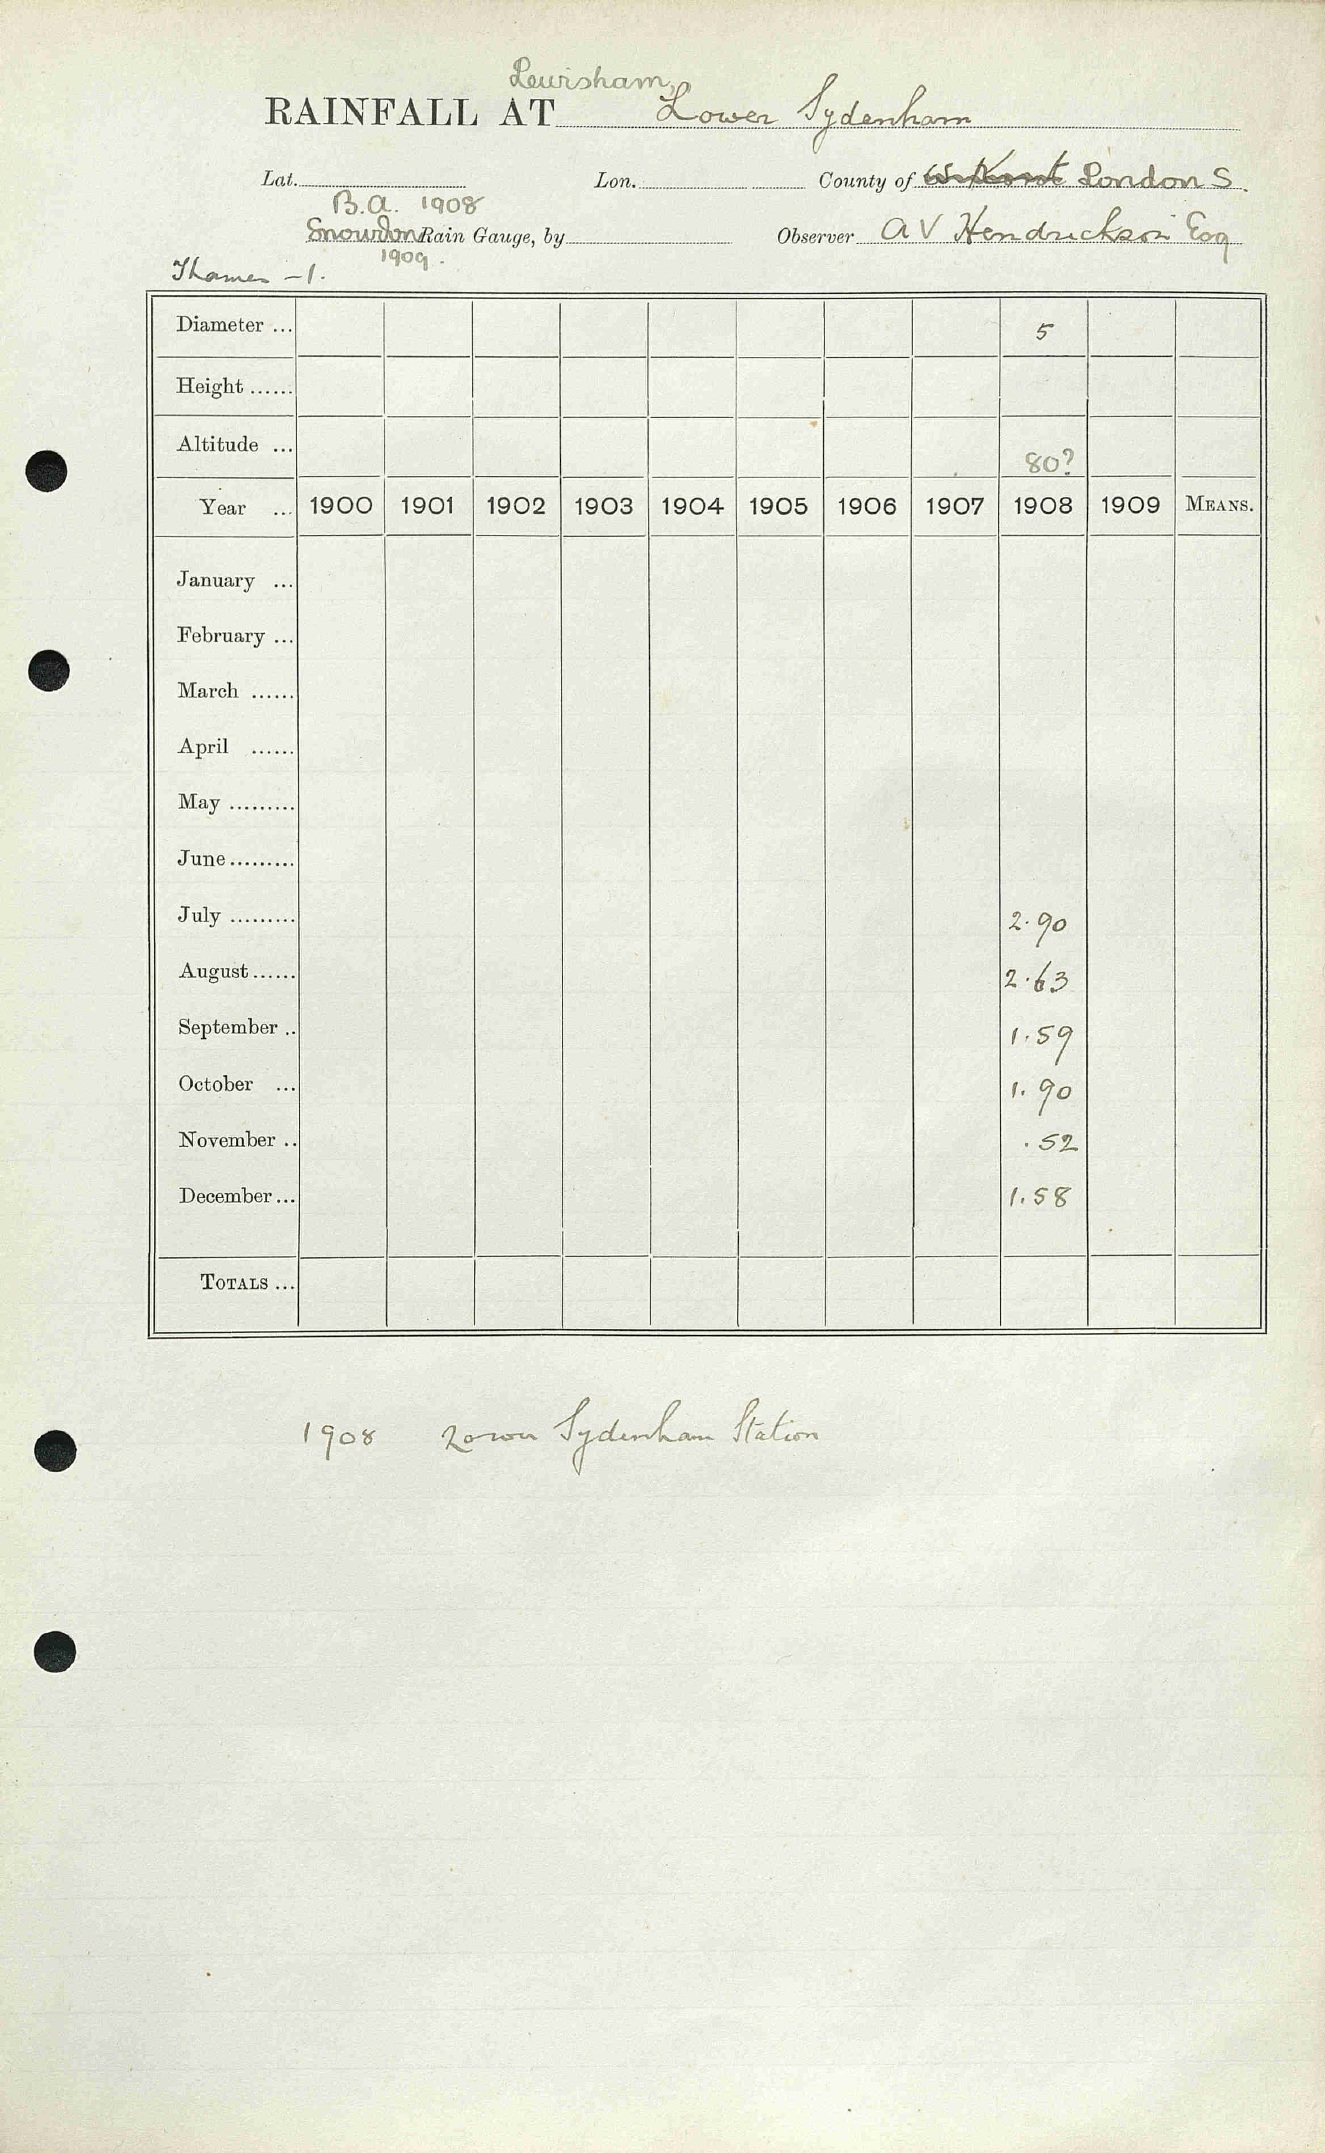 Lewisham,
RAINFALL AT Lower Sydenham
Lat. Lon. County of W. Kent London S.
B.A. 1908
Snowdon Rain Gauge, by Observer A V Hendrickson Esq
1909.
Thames - 1.
Diameter ... 5
Height ......
Altitude ... 80?
Year ... 1900 1901 1902 1903 1904 1905 1906 1907 1908 1909 MEANS.
January ...
February ...
March ......
April ......
May .........
June .........
July ......... 2.90
August ...... 2.63
September .. 1.59
October ... 1.90
November .. .52
December ... 1.58
TOTALS ...
1908 Lower Sydenham Station